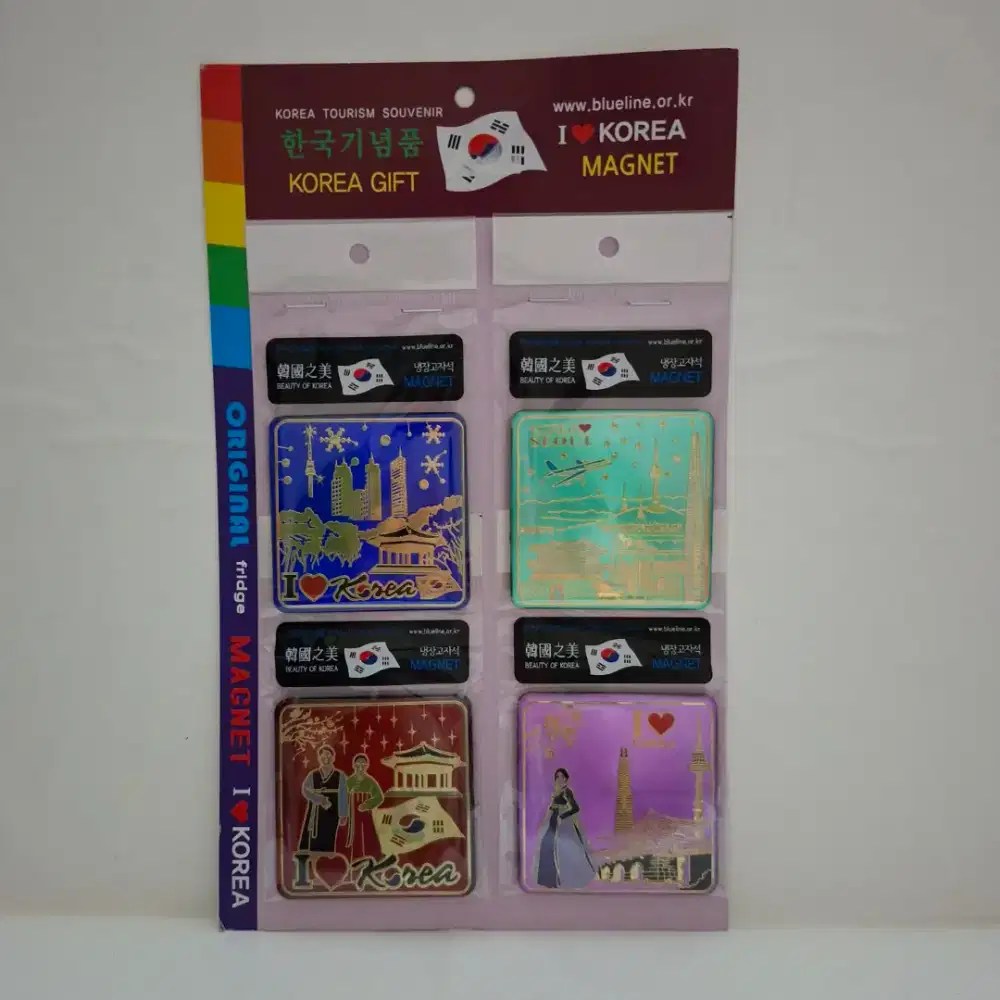 KOREA TOURISM SOUVENIR
한국기념품
KOREA GIFT
www.blueline.or.kr
I ❤ KOREA
MAGNET
ORIGINAL fridge MAGNET I ❤ KOREA
www.blueline.or.kr
韓國之美
BEAUTY OF KOREA
냉장고자석
MAGNET
I ❤ Korea
www.blueline.or.kr
韓國之美
BEAUTY OF KOREA
냉장고자석
MAGNET
SEOUL
www.blueline.or.kr
韓國之美
BEAUTY OF KOREA
냉장고자석
MAGNET
I ❤ Korea
www.blueline.or.kr
韓國之美
BEAUTY OF KOREA
냉장고자석
MAGNET
I ❤